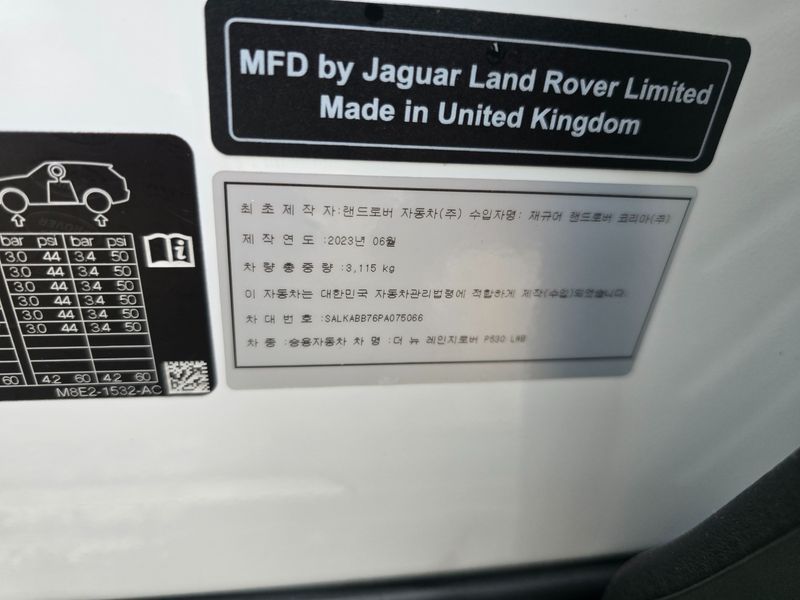 MFD by Jaguar Land Rover Limited
Made in United Kingdom
최 초 제 작 자:랜드로버 자동차(주) 수입자명: 재규어 랜드로버 코리아(주)
제 작 연 도 :2023년 06월
차 량 총 중 량 :3,115 kg
이 자동차는 대한민국 자동차관리법령에 적합하게 제작(수입)되었습니다.
차 대 번 호 :SALKABB76PA075066
차 종 :승용자동차 차 명 :더 뉴 레인지로버 P530 LWB
bar psi bar psi
3.0 44 3.4 50
3.0 44 3.4 50
3.0 44 3.4 50
3.0 44 3.4 50
3.0 44 3.4 50
3.0 44 3.4 50
60 4.2 60 4.2 60
M8E2-1532-AC